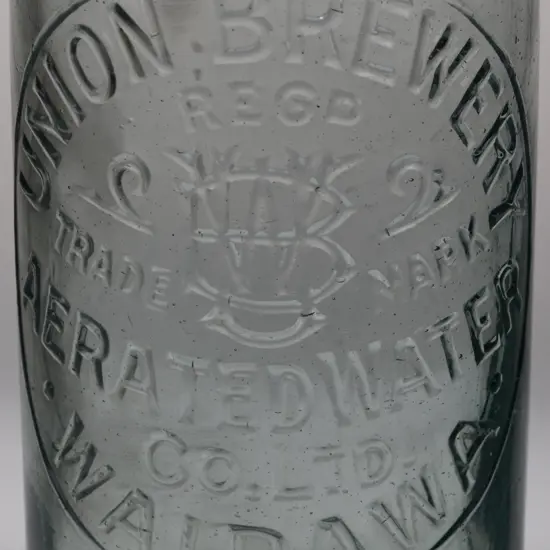 UNION BREWERY
REGD
TRADE MARK
AERATED WATER
CO. LTD.
WAIPAWA